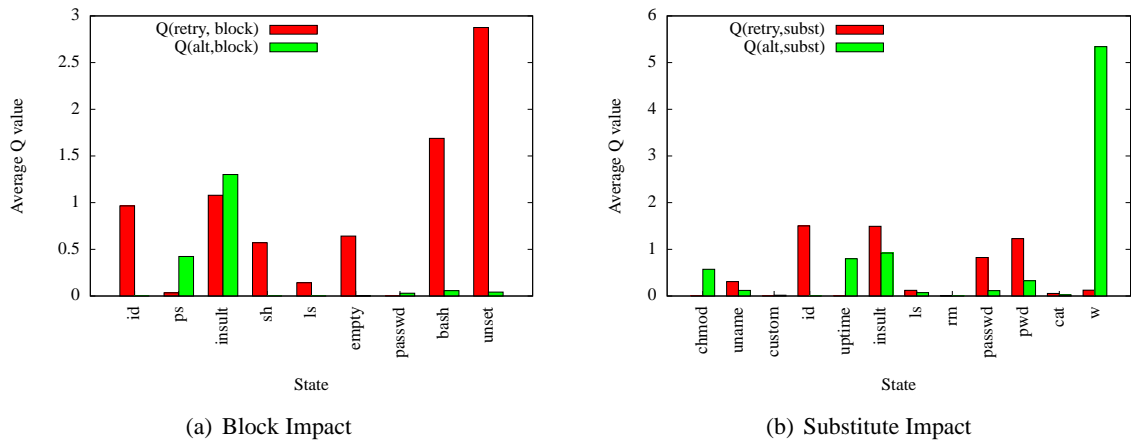 3
2.5
2
1.5
1
0.5
0
Average Q value
Q(retry, block)
Q(alt,block)
id
ps
insult
sh
ls
empty
passwd
bash
unset
State
(a) Block Impact
6
5
4
3
2
1
0
Average Q value
Q(retry,subst)
Q(alt,subst)
chmod
uname
custom
id
uptime
insult
ls
rm
passwd
pwd
cat
w
State
(b) Substitute Impact